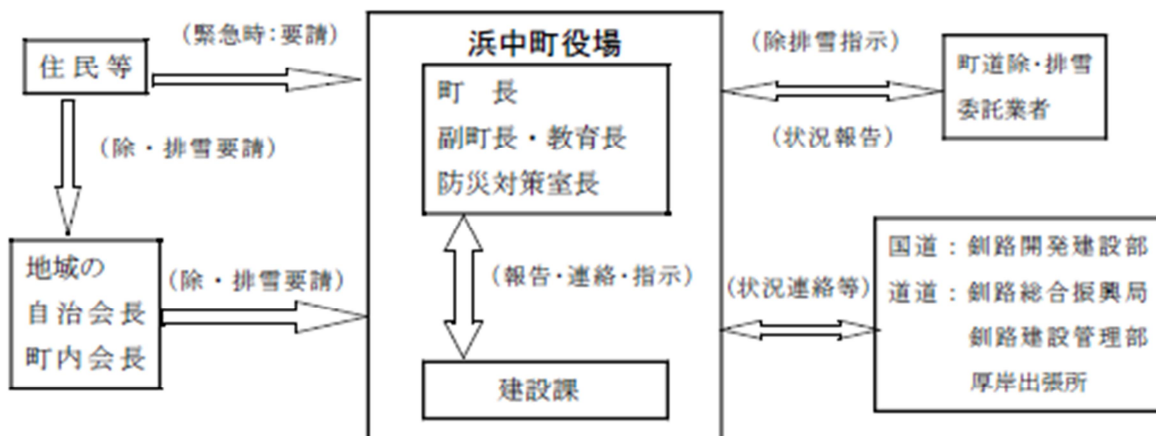 (緊急時:要請)
住民等
(除・排雪要請)
地域の
自治会長
町内会長
(除・排雪要請)
浜中町役場
町 長
副町長・教育長
防災対策室長
(報告・連絡・指示)
建設課
(除排雪指示)
町道除・排雪
委託業者
(状況報告)
(状況連絡等)
国道:釧路開発建設部
道道:釧路総合振興局
釧路建設管理部
厚岸出張所